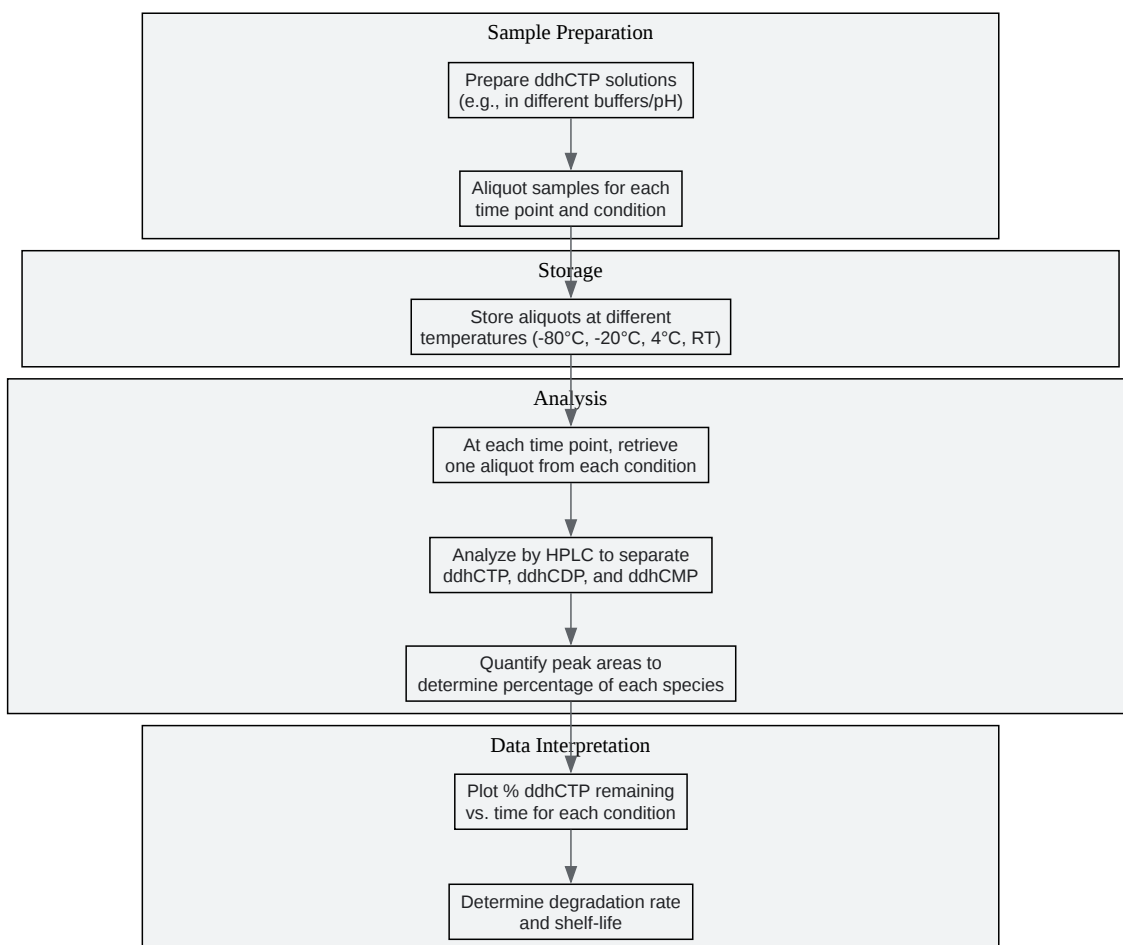 Sample Preparation
Prepare ddhCTP solutions
(e.g., in different buffers/pH)
Aliquot samples for each
time point and condition
Storage
Store aliquots at different
temperatures (-80°C, -20°C, 4°C, RT)
Analysis
At each time point, retrieve
one aliquot from each condition
Analyze by HPLC to separate
ddhCTP, ddhCDP, and ddhCMP
Quantify peak areas to
determine percentage of each species
Data Interpretation
Plot % ddhCTP remaining
vs. time for each condition
Determine degradation rate
and shelf-life